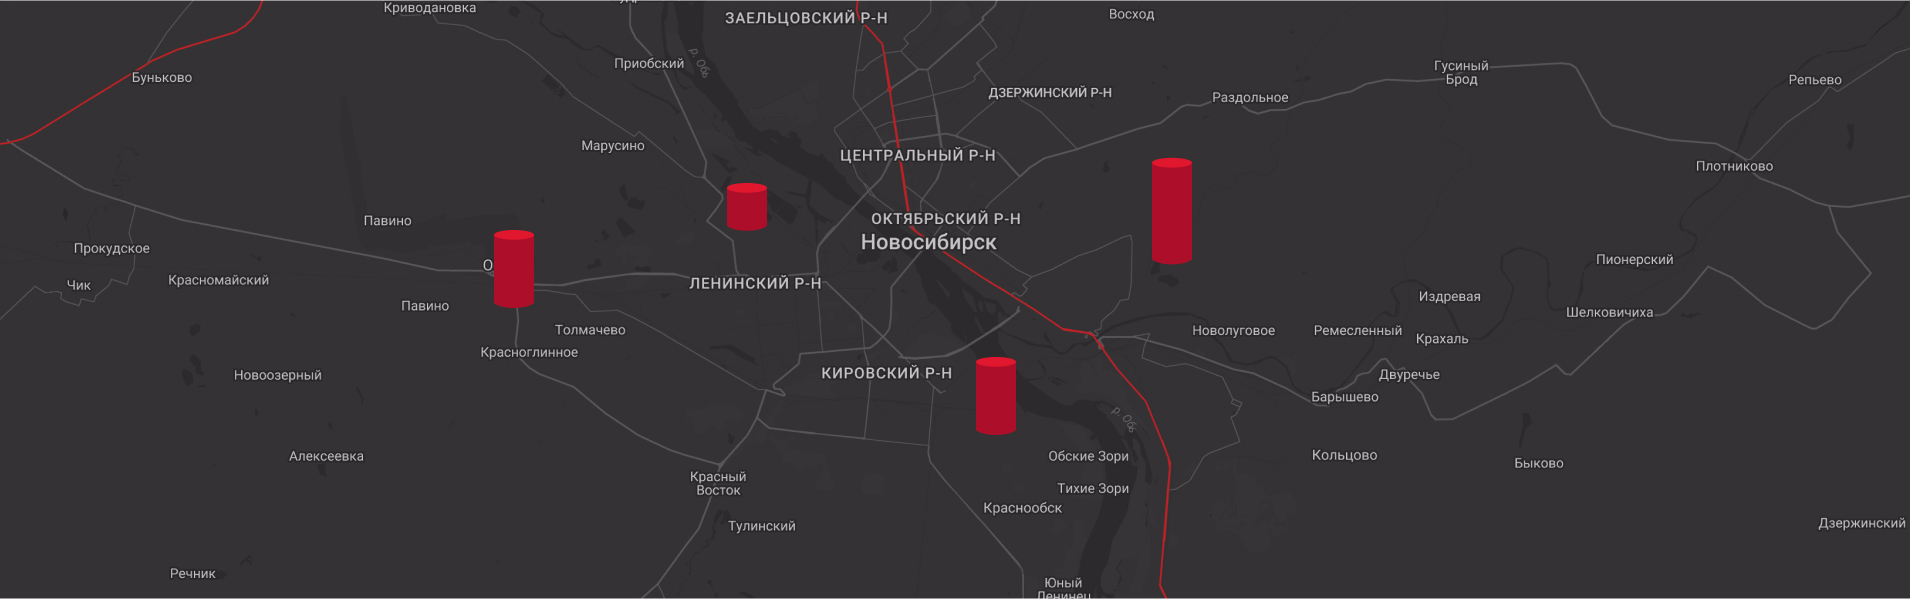 Криводановка
ЗАЕЛЬЦОВСКИЙ Р-Н
Восход
р. Обь
Приобский
Гусиный
Брод
Буньково
Репьево
ДЗЕРЖИНСКИЙ Р-Н
Раздольное
Марусино
ЦЕНТРАЛЬНЫЙ Р-Н
Плотниково
Павино
ОКТЯБРЬСКИЙ Р-Н
Новосибирск
Прокудское
Пионерский
Красномайский
Чик
ЛЕНИНСКИЙ Р-Н
Издревая
Павино
Шелковичиха
Толмачево
Новолуговое
Ремесленный
Крахаль
Красноглинное
Новоозерный
КИРОВСКИЙ Р-Н
Двуречье
Барышево
р. Обь
Алексеевка
Обские Зори
Кольцово
Быково
Красный
Восток
Тихие Зори
Краснообск
Тулинский
Дзержинский
Речник
Юный
Ленинец